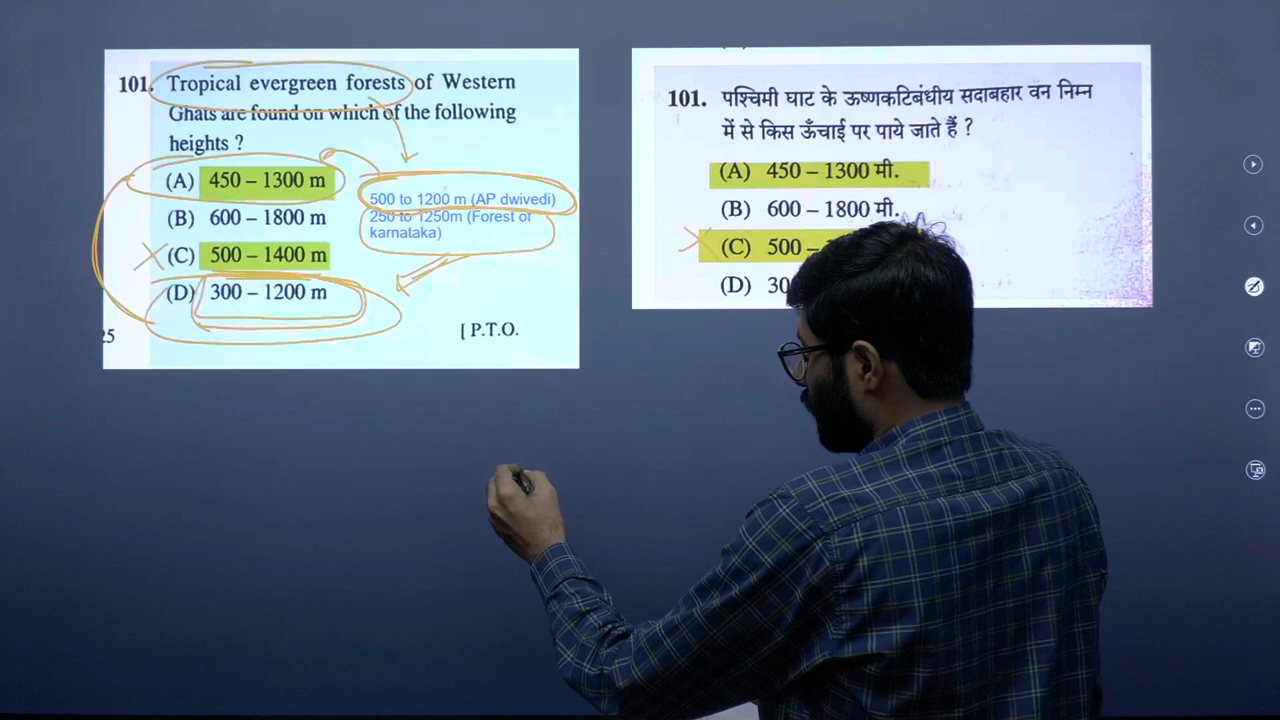 101. Tropical evergreen forests of Western
Ghats are found on which of the following
heights ?
(A) 450 – 1300 m
(B) 600 – 1800 m
(C) 500 – 1400 m
(D) 300 – 1200 m
[ P.T.O.
500 to 1200 m (AP dwivedi)
250 to 1250m (Forest of
karnataka)
101. पश्चिमी घाट के ऊष्णकटिबंधीय सदाबहार वन निम्न
में से किस ऊँचाई पर पाये जाते हैं ?
(A) 450 – 1300 मी.
(B) 600 – 1800 मी.
(C) 500 –
(D)